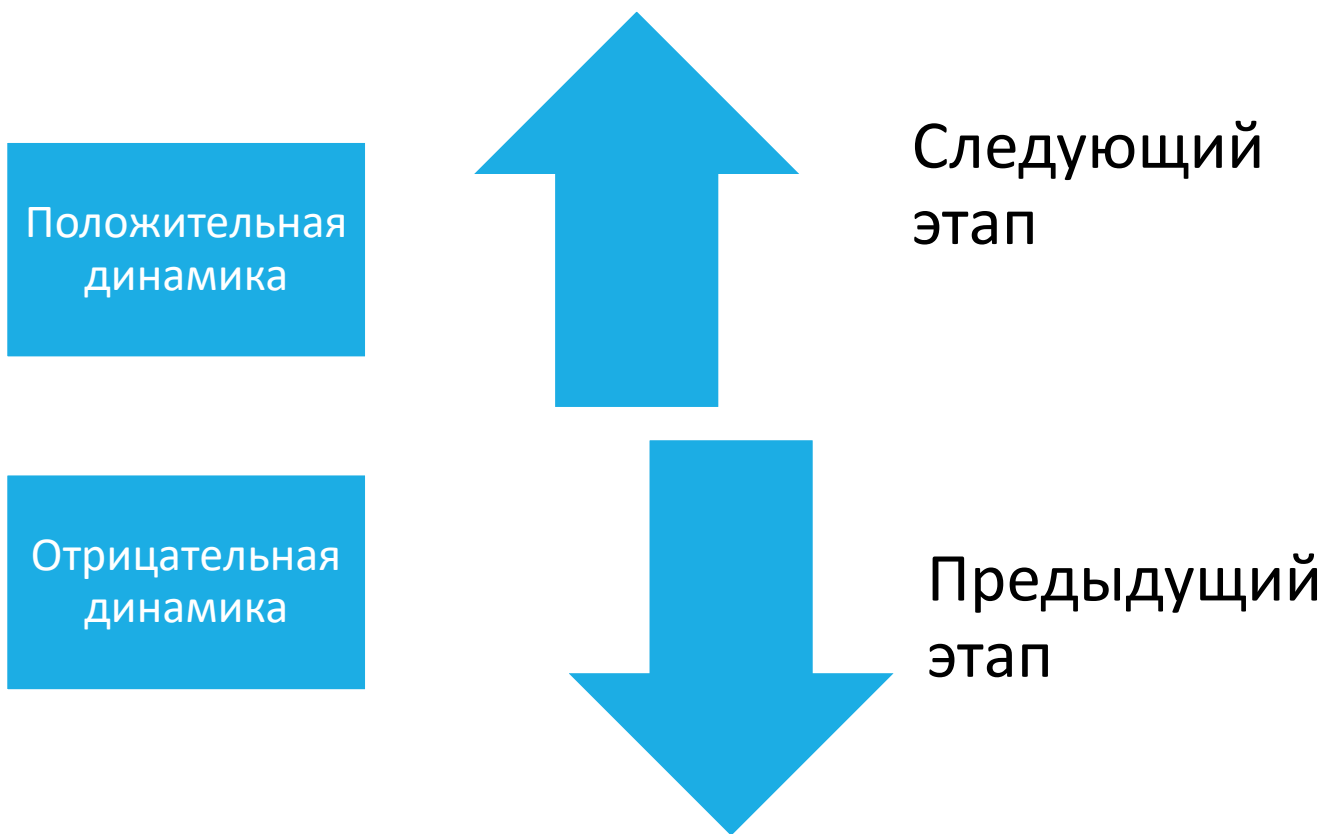 Положительная
динамика
Следующий
этап
Отрицательная
динамика
Предыдущий
этап